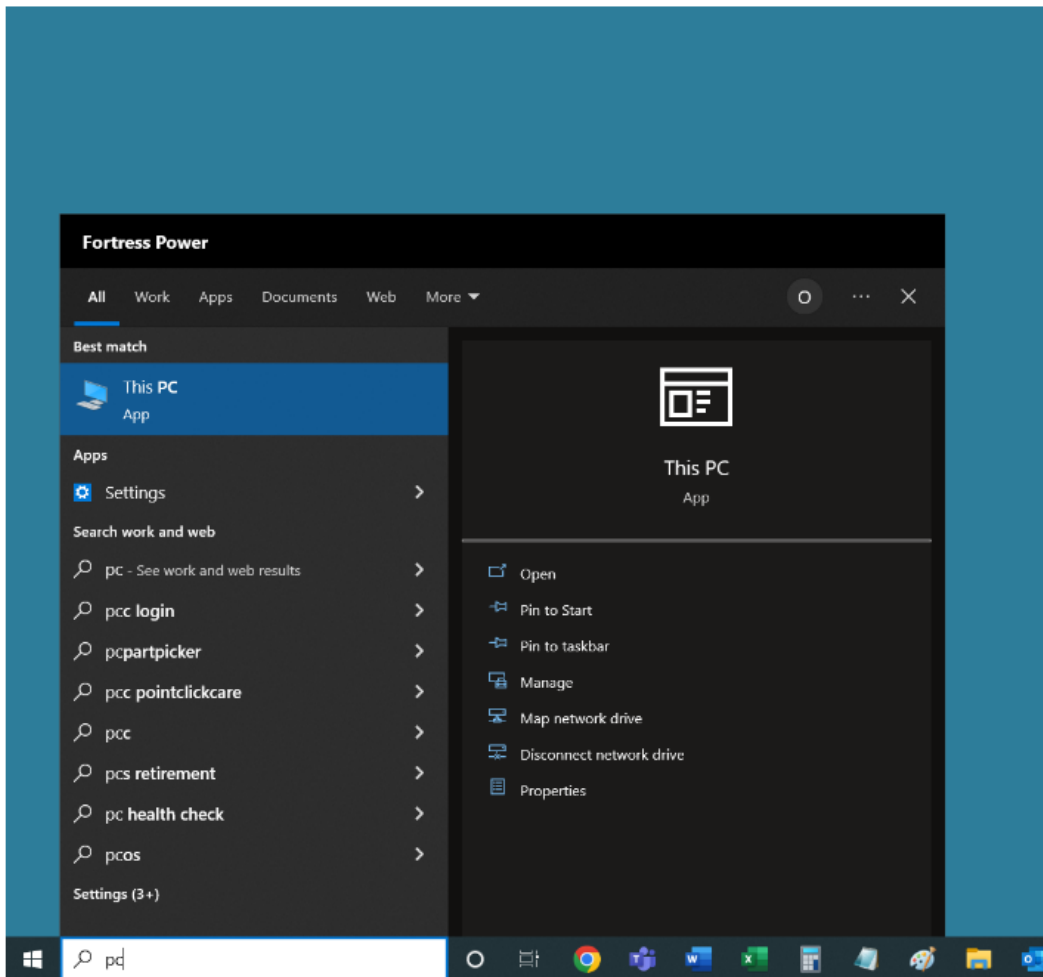 Fortress Power
All Work Apps Documents Web More
O ...
Best match
This PC
App
Apps
Settings
Search work and web
pc - See work and web results
pcc login
pcpartpicker
pcc pointclickcare
pcc
pcs retirement
pc health check
pcos
Settings (3+)
This PC
App
Open
Pin to Start
Pin to taskbar
Manage
Map network drive
Disconnect network drive
Properties
pc